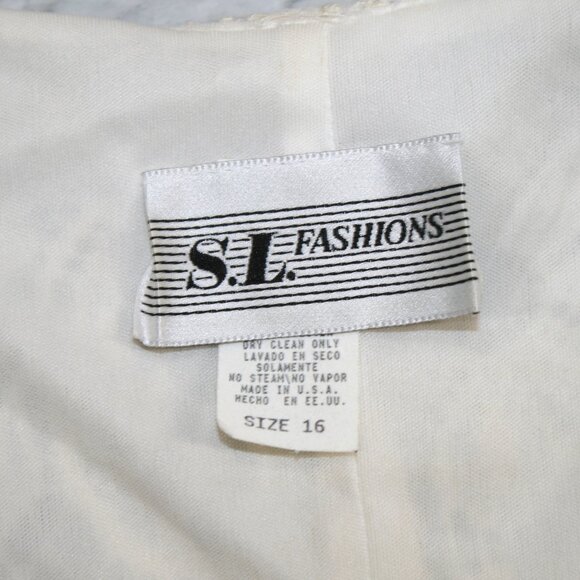 S.L. FASHIONS
DRY CLEAN ONLY
LAVADO EN SECO
SOLAMENTE
NO STEAM\NO VAPOR
MADE IN U.S.A.
HECHO EN EE.UU.
SIZE 16